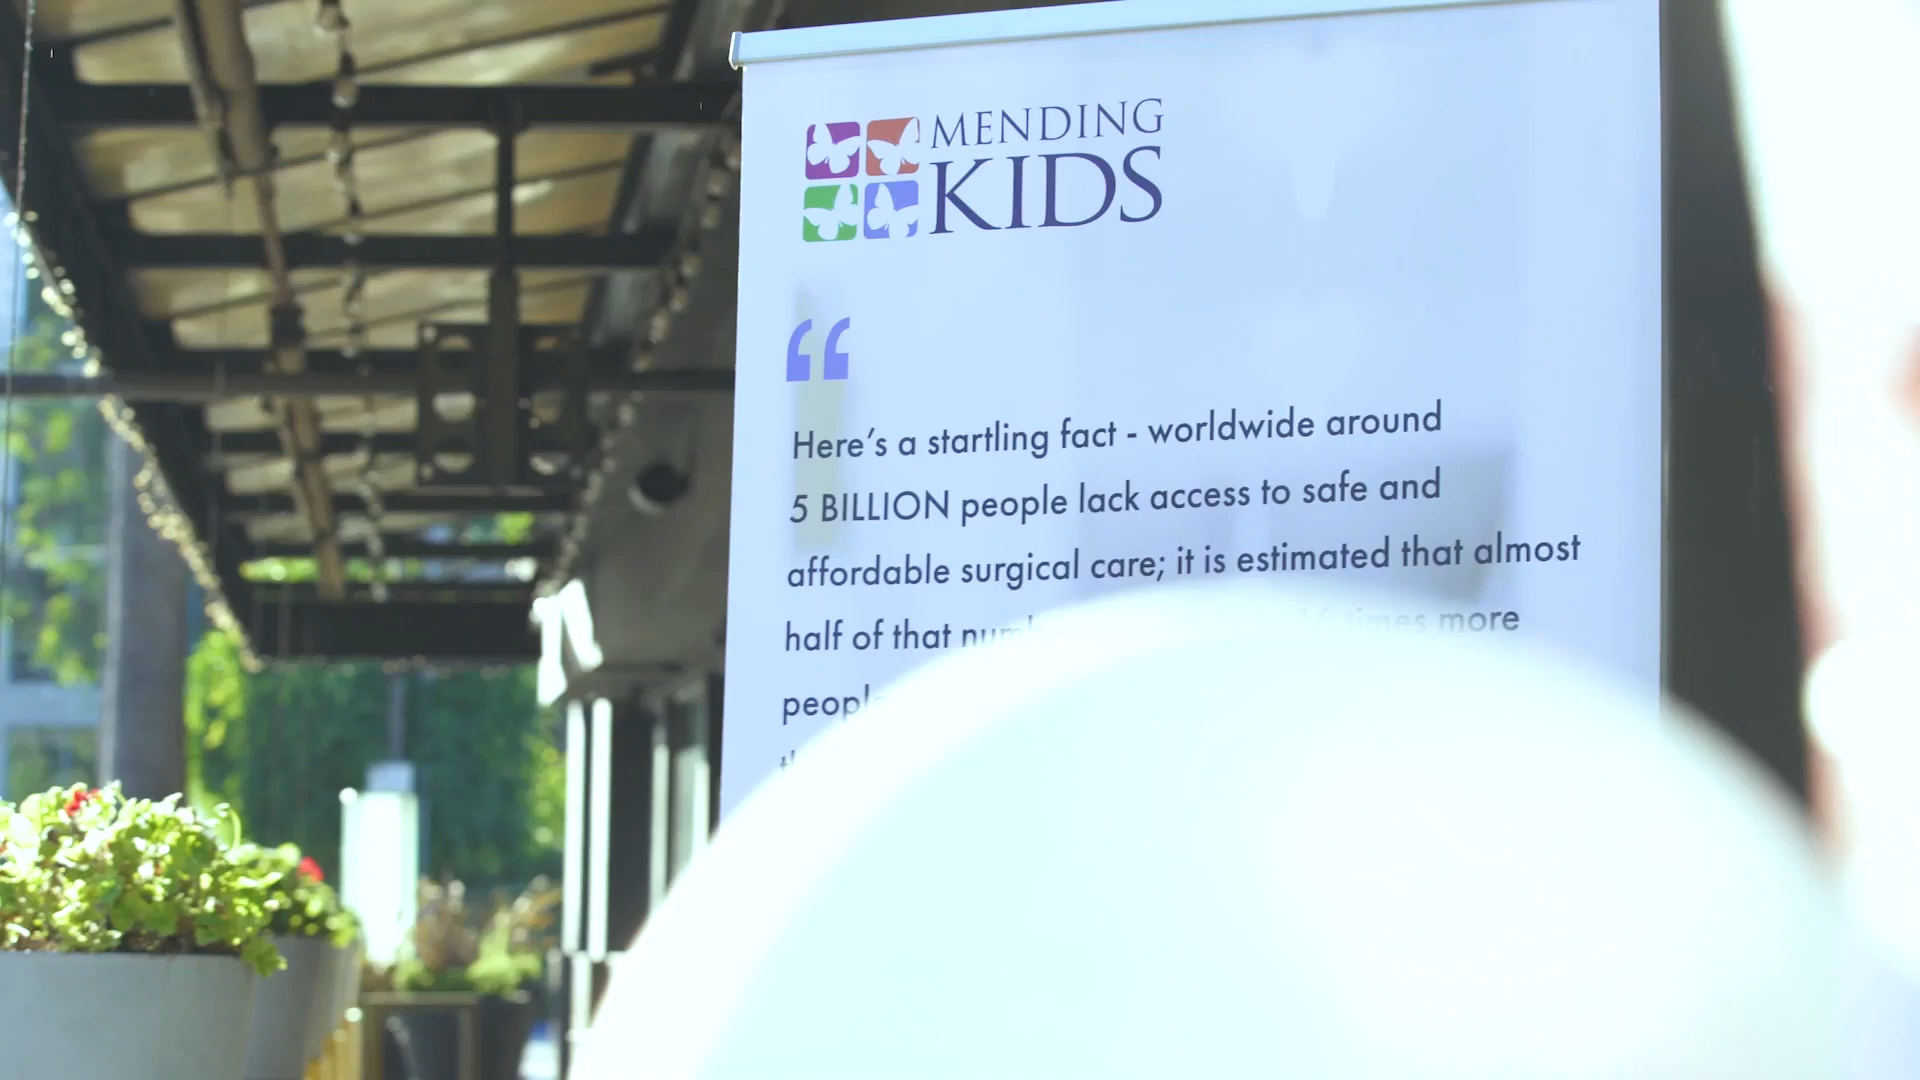 MENDING
KIDS
“
Here’s a startling fact - worldwide around
5 BILLION people lack access to safe and
affordable surgical care; it is estimated that almost
half of that times more